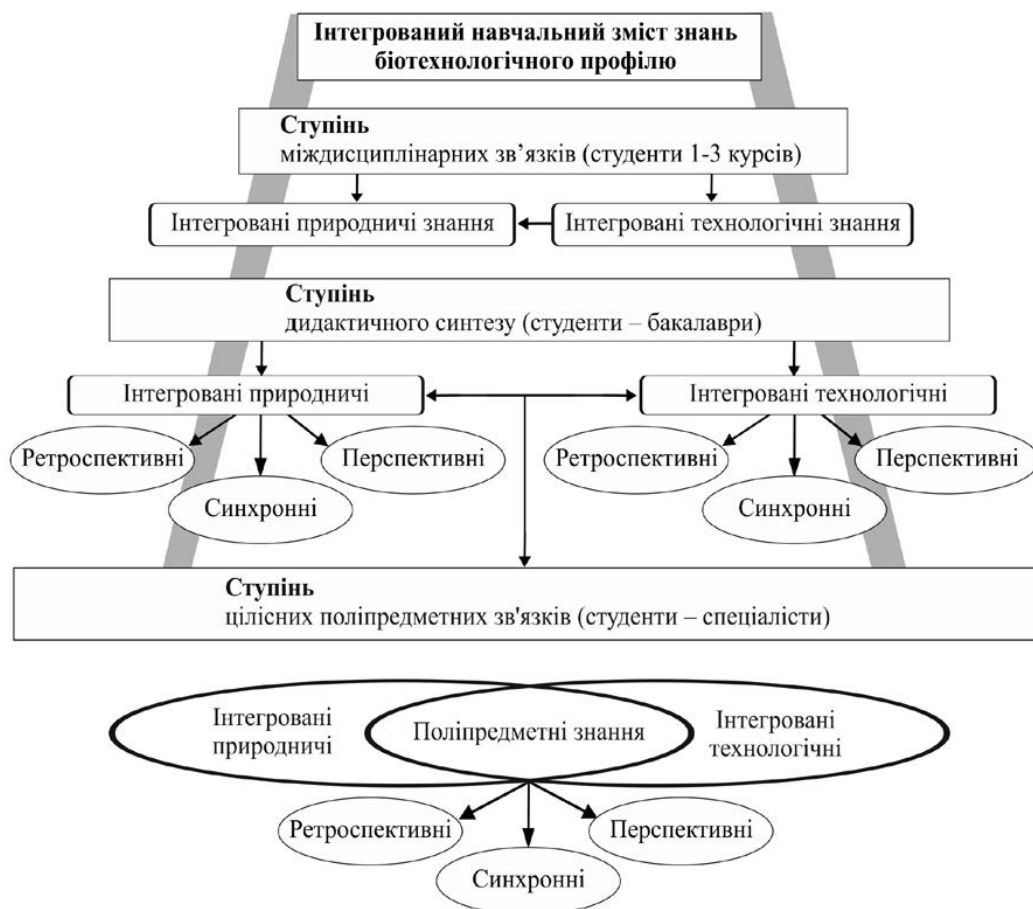 Інтегрований навчальний зміст знань
біотехнологічного профілю
Ступінь
міждисциплінарних зв’язків (студенти 1-3 курсів)
Інтегровані природничі знання
Інтегровані технологічні знання
Ступінь
дидактичного синтезу (студенти – бакалаври)
Інтегровані природничі
Інтегровані технологічні
Ретроспективні
Перспективні
Ретроспективні
Перспективні
Синхронні
Синхронні
Ступінь
цілісних поліпредметних зв'язків (студенти – спеціалісти)
Інтегровані
природничі
Поліпредметні знання
Інтегровані
технологічні
Ретроспективні
Перспективні
Синхронні